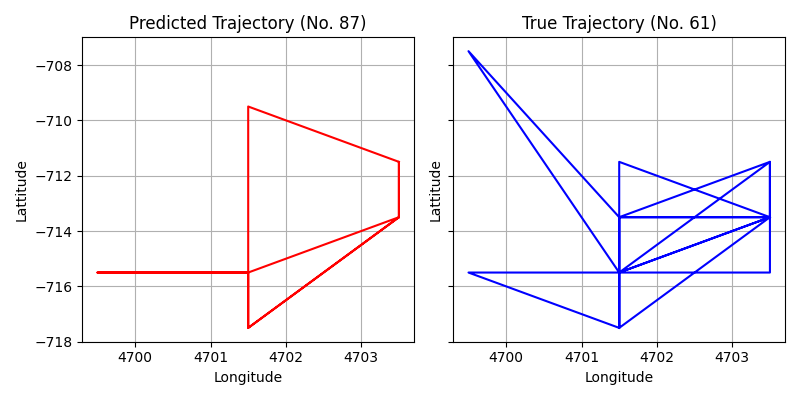 Predicted Trajectory (No. 87)
True Trajectory (No. 61)
−708
−710
−712
−714
−716
−718
Lattitude
Lattitude
4700
4701
4702
4703
4700
4701
4702
4703
Longitude
Longitude